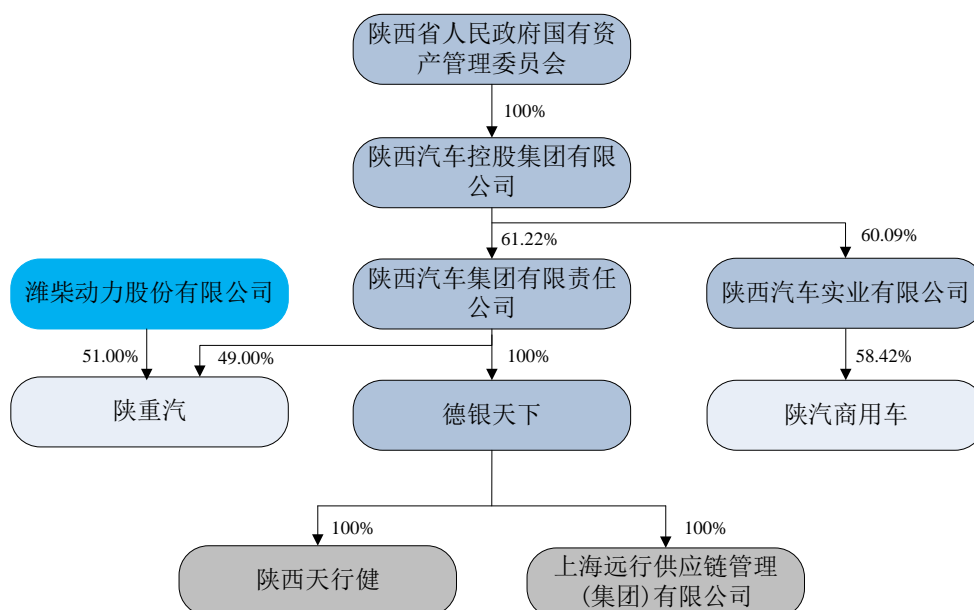 陕西省人民政府国有资
产管理委员会
100%
陕西汽车控股集团有限
公司
61.22%
60.09%
潍柴动力股份有限公司
陕西汽车集团有限责任
公司
陕西汽车实业有限公司
51.00%
49.00%
100%
58.42%
陕重汽
德银天下
陕汽商用车
100%
100%
陕西天行健
上海远行供应链管理
(集团)有限公司